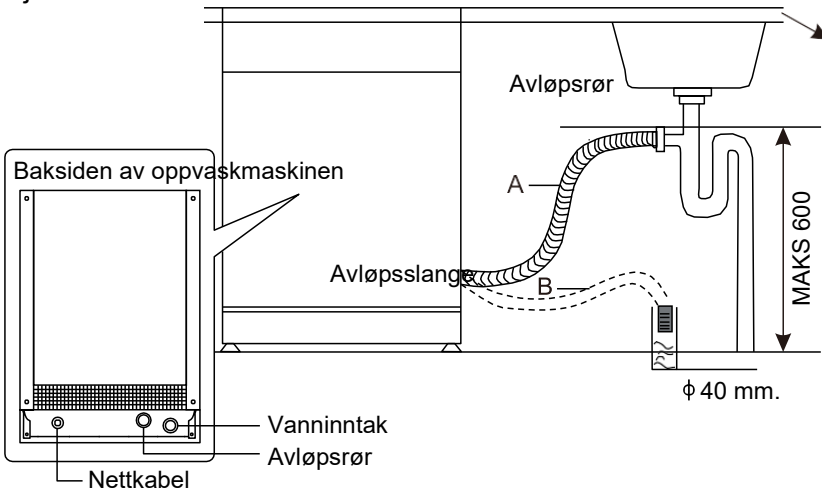 Avløpsrør
Baksiden av oppvaskmaskinen
A
MAKS 600
Avløpsslange
B
ϕ 40 mm.
Vanninntak
Avløpsrør
Nettkabel